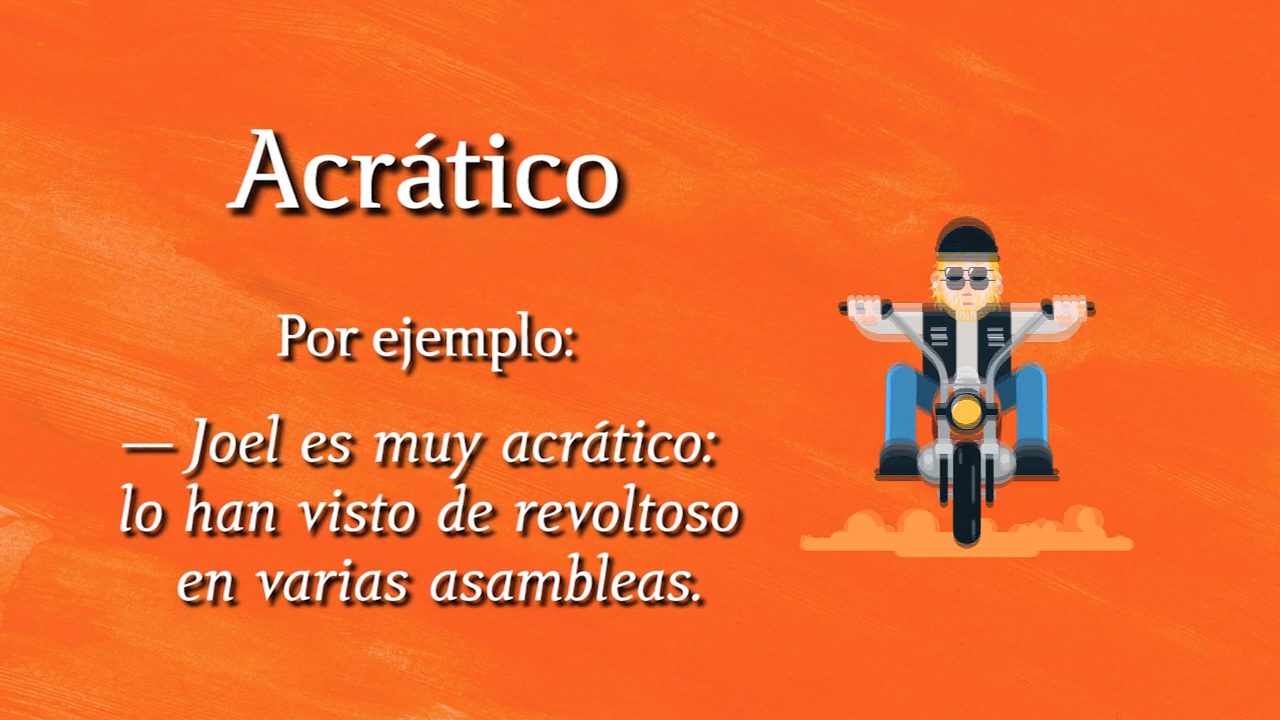 Acrático
Por ejemplo:
— Joel es muy acrático:
lo han visto de revoltoso
en varias asambleas.